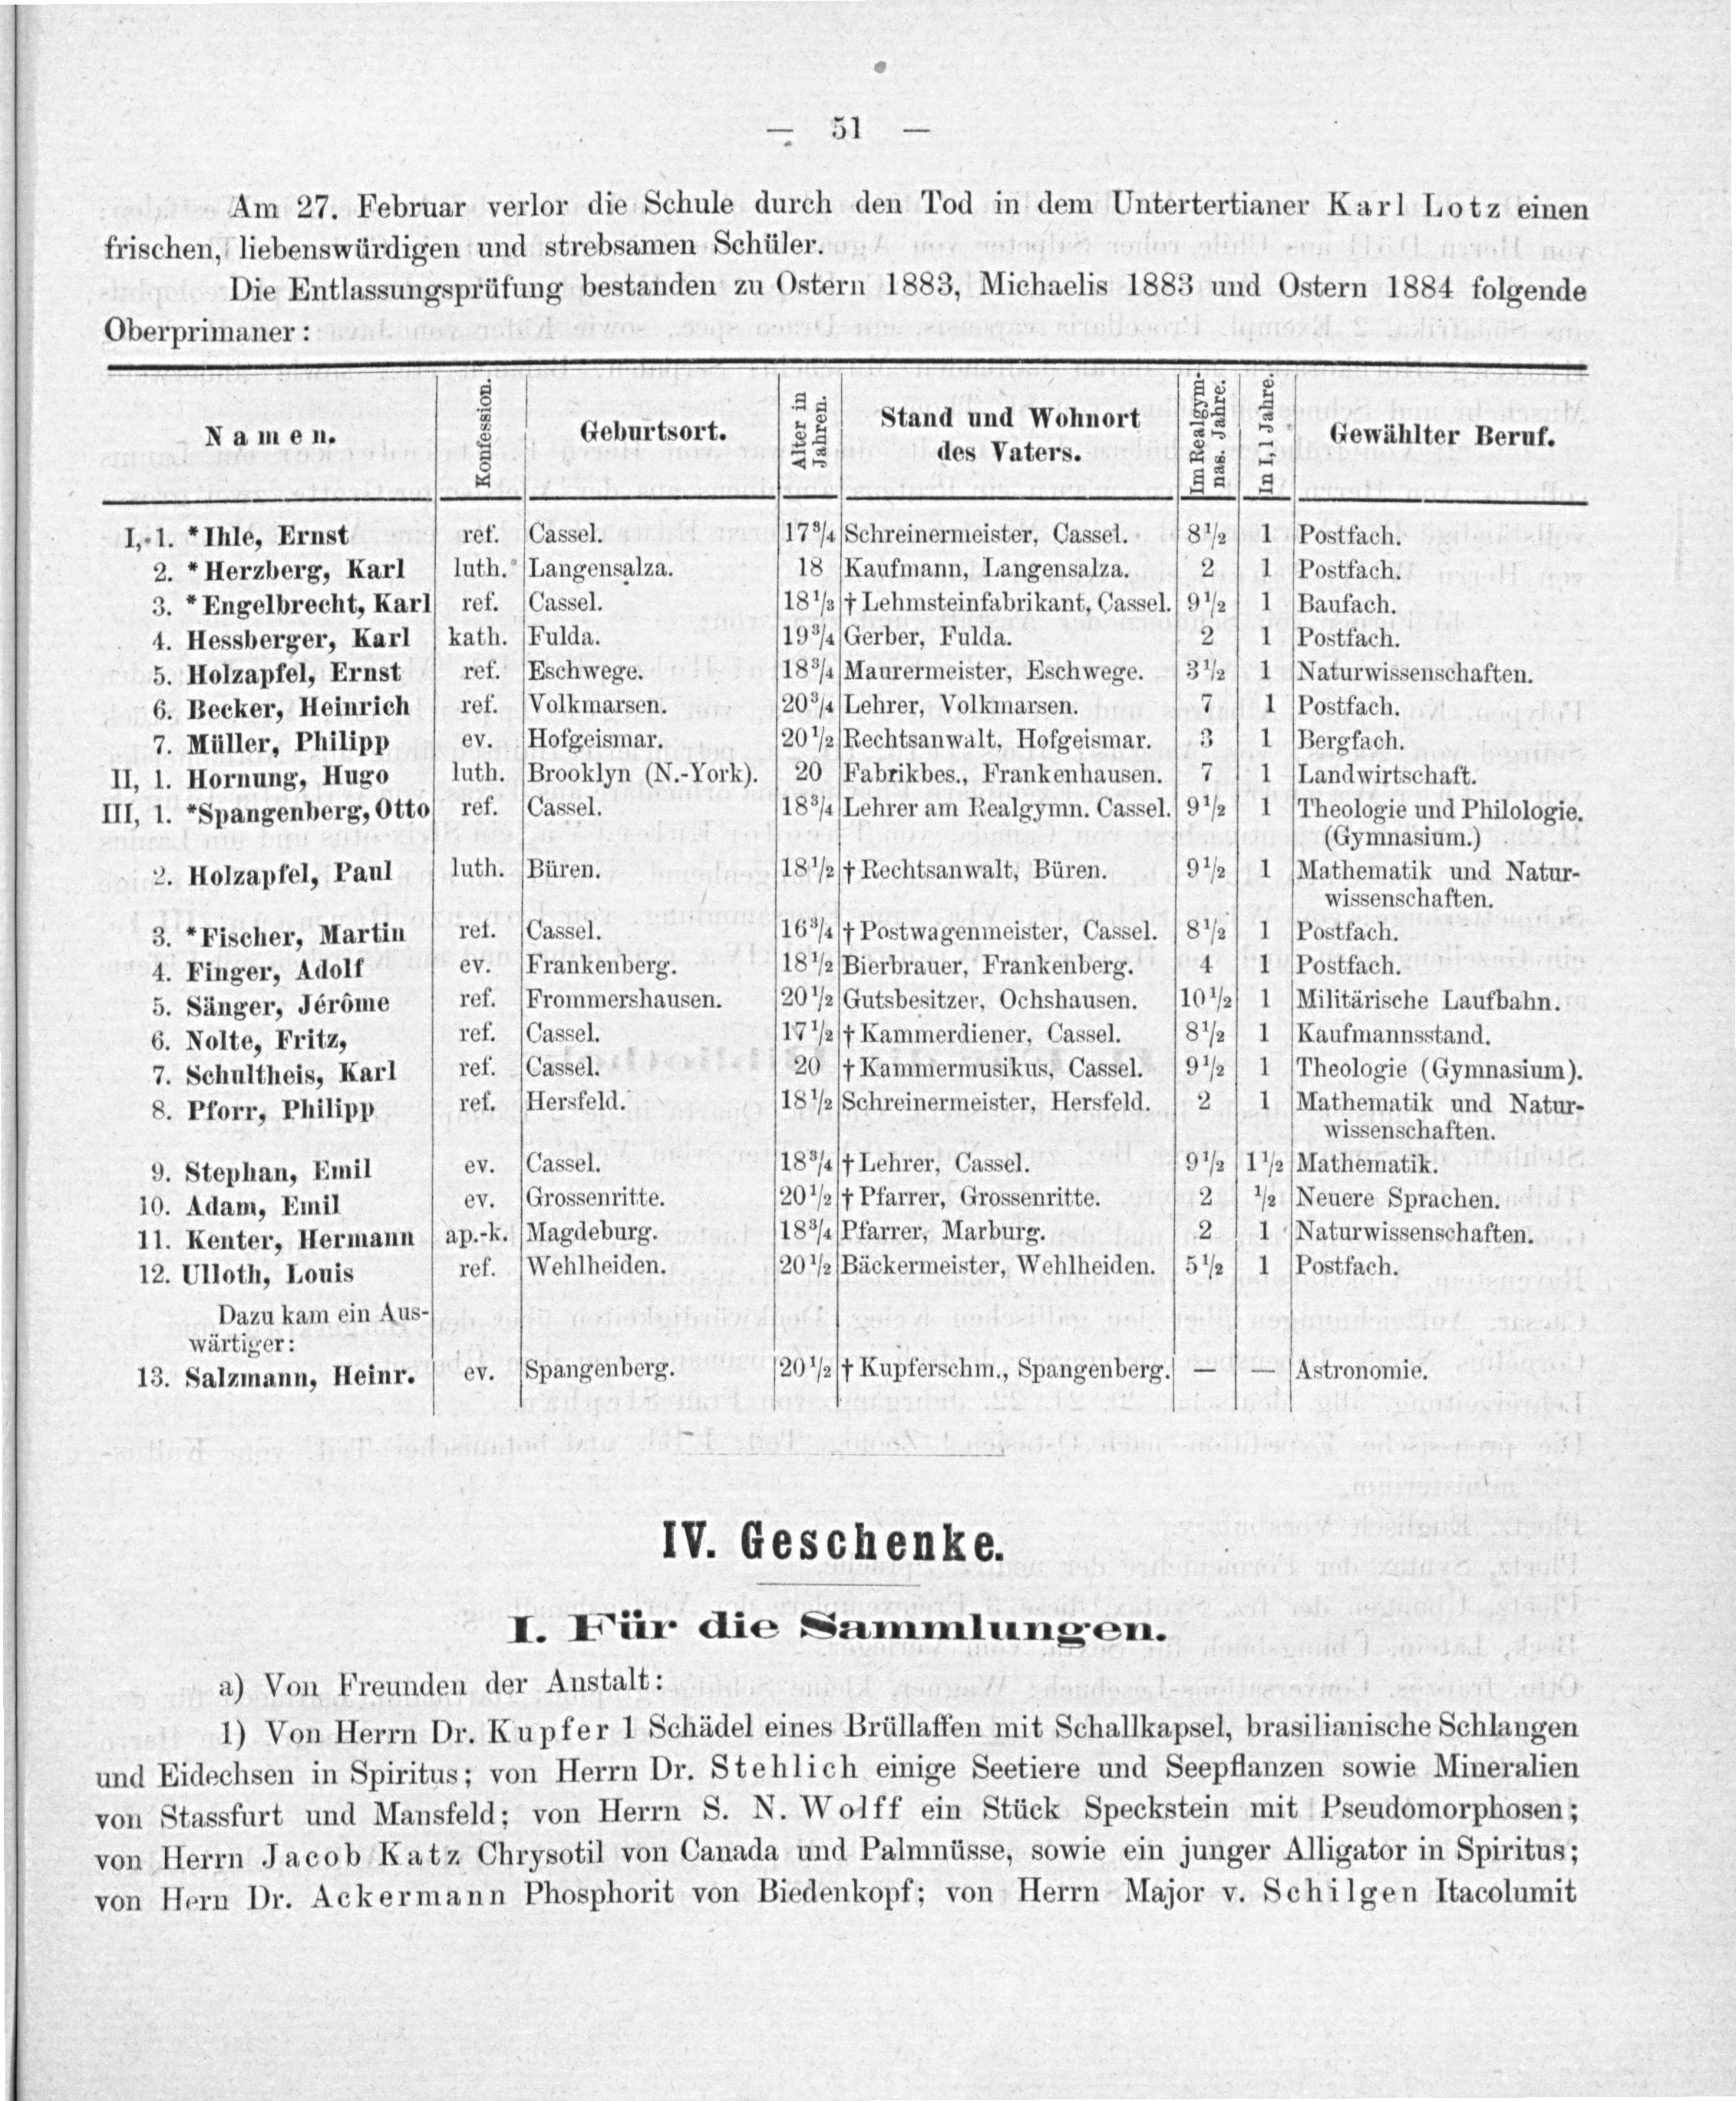 — 51 —
Am 27. Februar verlor die Schule durch den Tod in dem Untertertianer Karl Lotz einen
frischen, liebenswürdigen und strebsamen Schüler.
Die Entlassungsprüfung bestanden zu Ostern 1883, Michaelis 1883 und Ostern 1884 folgende
Oberprimaner:
Namen. Konfession. Geburtsort. Alter in Jahren. Stand und Wohnort des Vaters. Im Realgymnas. Jahre. In I,1 Jahre. Gewählter Beruf.
I, 1. *Ihle, Ernst ref. Cassel. 17¾ Schreinermeister, Cassel. 8½ 1 Postfach.
2. *Herzberg, Karl luth. Langensalza. 18 Kaufmann, Langensalza. 2 1 Postfach.
3. *Engelbrecht, Karl ref. Cassel. 18⅓ † Lehmsteinfabrikant, Cassel. 9½ 1 Baufach.
4. Hessberger, Karl kath. Fulda. 19¾ Gerber, Fulda. 2 1 Postfach.
5. Holzapfel, Ernst ref. Eschwege. 18¾ Maurermeister, Eschwege. 3½ 1 Naturwissenschaften.
6. Becker, Heinrich ref. Volkmarsen. 20¾ Lehrer, Volkmarsen. 7 1 Postfach.
7. Müller, Philipp ev. Hofgeismar. 20½ Rechtsanwalt, Hofgeismar. 3 1 Bergfach.
II, 1. Hornung, Hugo luth. Brooklyn (N.-York). 20 Fabrikbes., Frankenhausen. 7 1 Landwirtschaft.
III, 1. *Spangenberg, Otto ref. Cassel. 18¾ Lehrer am Realgymn. Cassel. 9½ 1 Theologie und Philologie.
(Gymnasium.)
2. Holzapfel, Paul luth. Büren. 18½ † Rechtsanwalt, Büren. 9½ 1 Mathematik und Natur-
wissenschaften.
3. *Fischer, Martin ref. Cassel. 16¾ † Postwagenmeister, Cassel. 8½ 1 Postfach.
4. Finger, Adolf ev. Frankenberg. 18½ Bierbrauer, Frankenberg. 4 1 Postfach.
5. Sänger, Jérôme ref. Frommershausen. 20½ Gutsbesitzer, Ochshausen. 10½ 1 Militärische Laufbahn.
6. Nolte, Fritz, ref. Cassel. 17½ † Kammerdiener, Cassel. 8½ 1 Kaufmannsstand.
7. Schultheis, Karl ref. Cassel. 20 † Kammermusikus, Cassel. 9½ 1 Theologie (Gymnasium).
8. Pforr, Philipp ref. Hersfeld. 18½ Schreinermeister, Hersfeld. 2 1 Mathematik und Natur-
wissenschaften.
9. Stephan, Emil ev. Cassel. 18¾ † Lehrer, Cassel. 9½ 1½ Mathematik.
10. Adam, Emil ev. Grossenritte. 20½ † Pfarrer, Grossenritte. 2 ½ Neuere Sprachen.
11. Kenter, Hermann ap.-k. Magdeburg. 18¾ Pfarrer, Marburg. 2 1 Naturwissenschaften.
12. Ulloth, Louis ref. Wehlheiden. 20½ Bäckermeister, Wehlheiden. 5½ 1 Postfach.
Dazu kam ein Aus-
wärtiger:
13. Salzmann, Heinr. ev. Spangenberg. 20½ † Kupferschm., Spangenberg. — — Astronomie.
IV. Geschenke.
I. Für die Sammlungen.
a) Von Freunden der Anstalt:
1) Von Herrn Dr. Kupfer 1 Schädel eines Brüllaffen mit Schallkapsel, brasilianische Schlangen
und Eidechsen in Spiritus; von Herrn Dr. Stehlich einige Seetiere und Seepflanzen sowie Mineralien
von Stassfurt und Mansfeld; von Herrn S. N. Wolff ein Stück Speckstein mit Pseudomorphosen;
von Herrn Jacob Katz Chrysotil von Canada und Palmnüsse, sowie ein junger Alligator in Spiritus;
von Hern Dr. Ackermann Phosphorit von Biedenkopf; von Herrn Major v. Schilgen Itacolumit